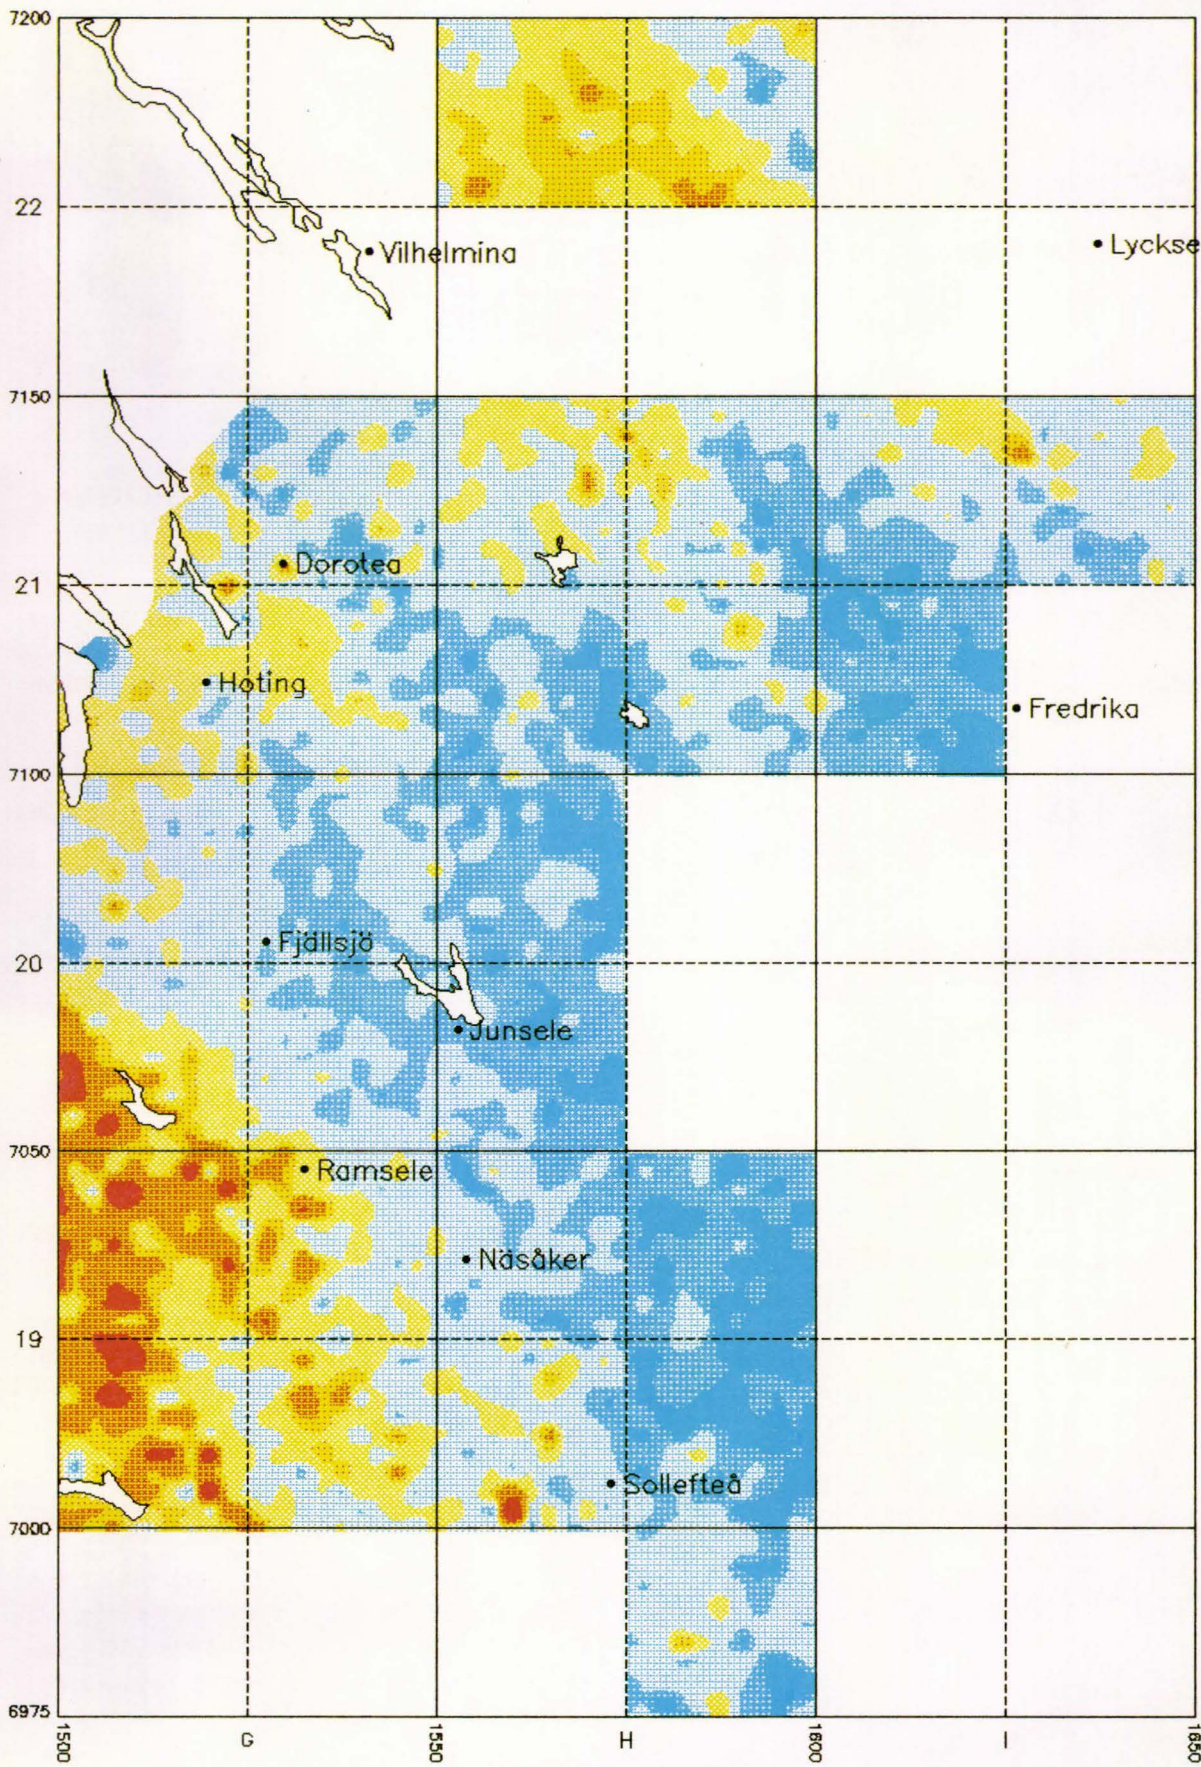 7200
22
Vilhelmina
Lyckse
7150
Dorotea
21
Hoting
Fredrika
7100
Fjällsjö
20
Junsele
7050
Ramsele
Näsåker
19
Sollefteå
7000
6975
1500
G
1550
H
1600
I
1650